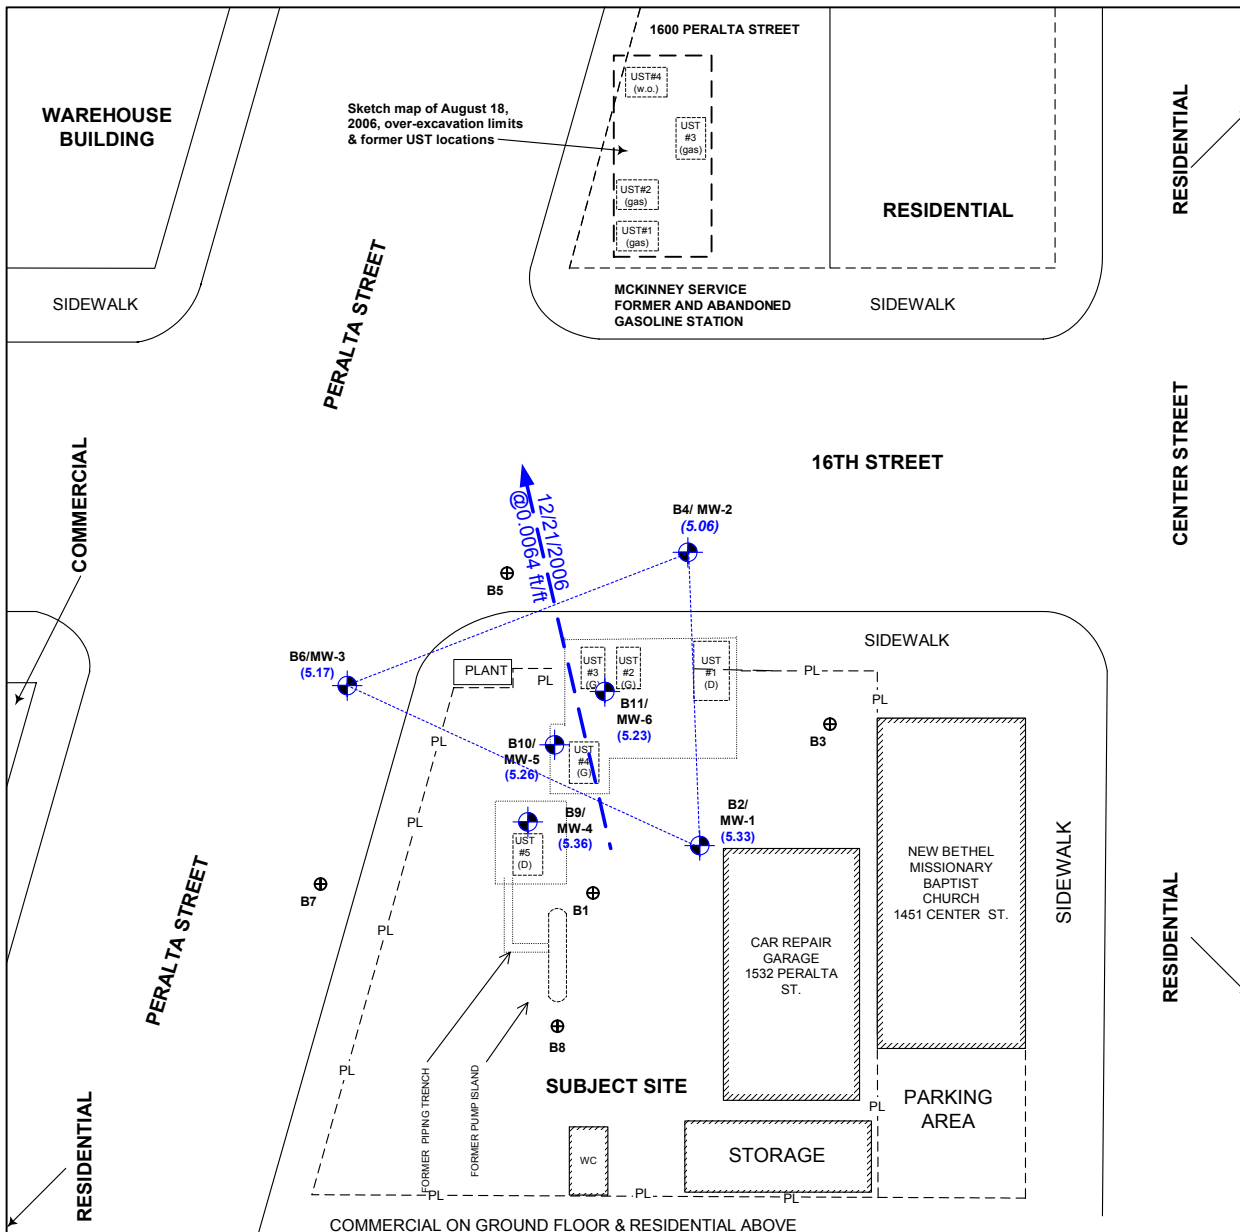 1600 PERALTA STREET
UST#4
(w.o.)
Sketch map of August 18,
2006, over-excavation limits
& former UST locations
UST
#3
(gas)
UST#2
(gas)
UST#1
(gas)
WAREHOUSE
BUILDING
RESIDENTIAL
RESIDENTIAL
SIDEWALK
MCKINNEY SERVICE
FORMER AND ABANDONED
GASOLINE STATION
SIDEWALK
PERALTA STREET
COMMERCIAL
16TH STREET
CENTER STREET
12/21/2006
@0.0064 ft/ft
B4/ MW-2
(5.06)
B5
SIDEWALK
B6/MW-3
(5.17)
PLANT
PL
UST
#3
(G)
UST
#2
(G)
UST
#1
(D)
PL
PL
B11/
MW-6
(5.23)
B3
PL
B10/
MW-5
(5.26)
UST
#4
(G)
PL
B9/
MW-4
(5.36)
B2/
MW-1
(5.33)
UST
#5
(D)
NEW BETHEL
MISSIONARY
BAPTIST
CHURCH
1451 CENTER ST.
SIDEWALK
B7
B1
PL
CAR REPAIR
GARAGE
1532 PERALTA
ST.
PERALTA STREET
RESIDENTIAL
B8
PL
FORMER PIPING TRENCH
FORMER PUMP ISLAND
SUBJECT SITE
PL
PARKING
AREA
RESIDENTIAL
WC
STORAGE
PL
PL
PL
COMMERCIAL ON GROUND FLOOR & RESIDENTIAL ABOVE